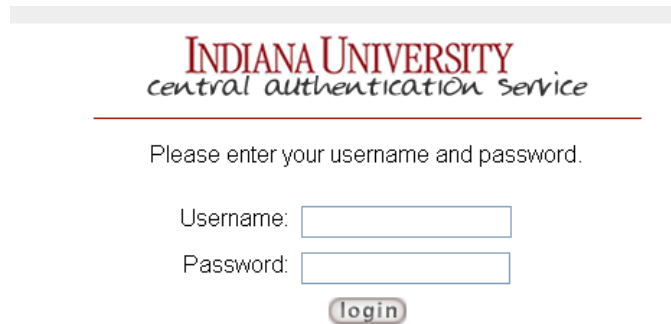 INDIANA UNIVERSITY
central authentication service
Please enter your username and password.
Username:
Password:
login